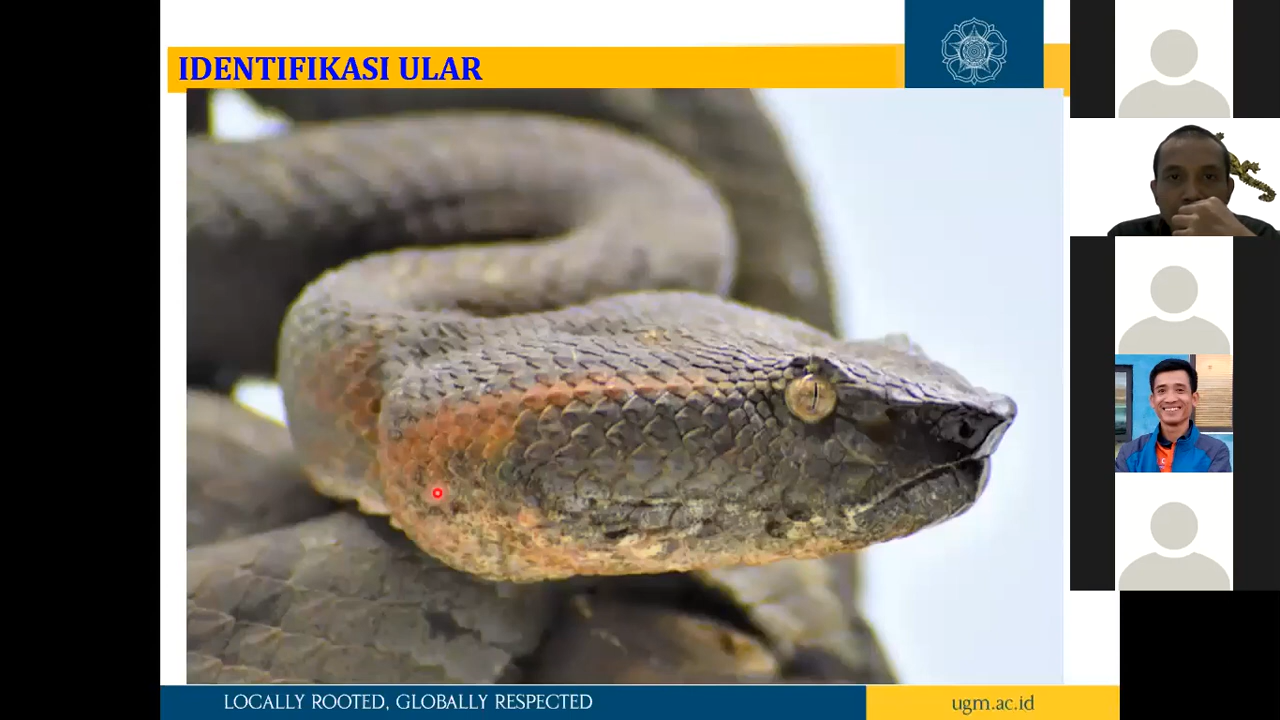 IDENTIFIKASI ULAR
LOCALLY ROOTED, GLOBALLY RESPECTED
ugm.ac.id